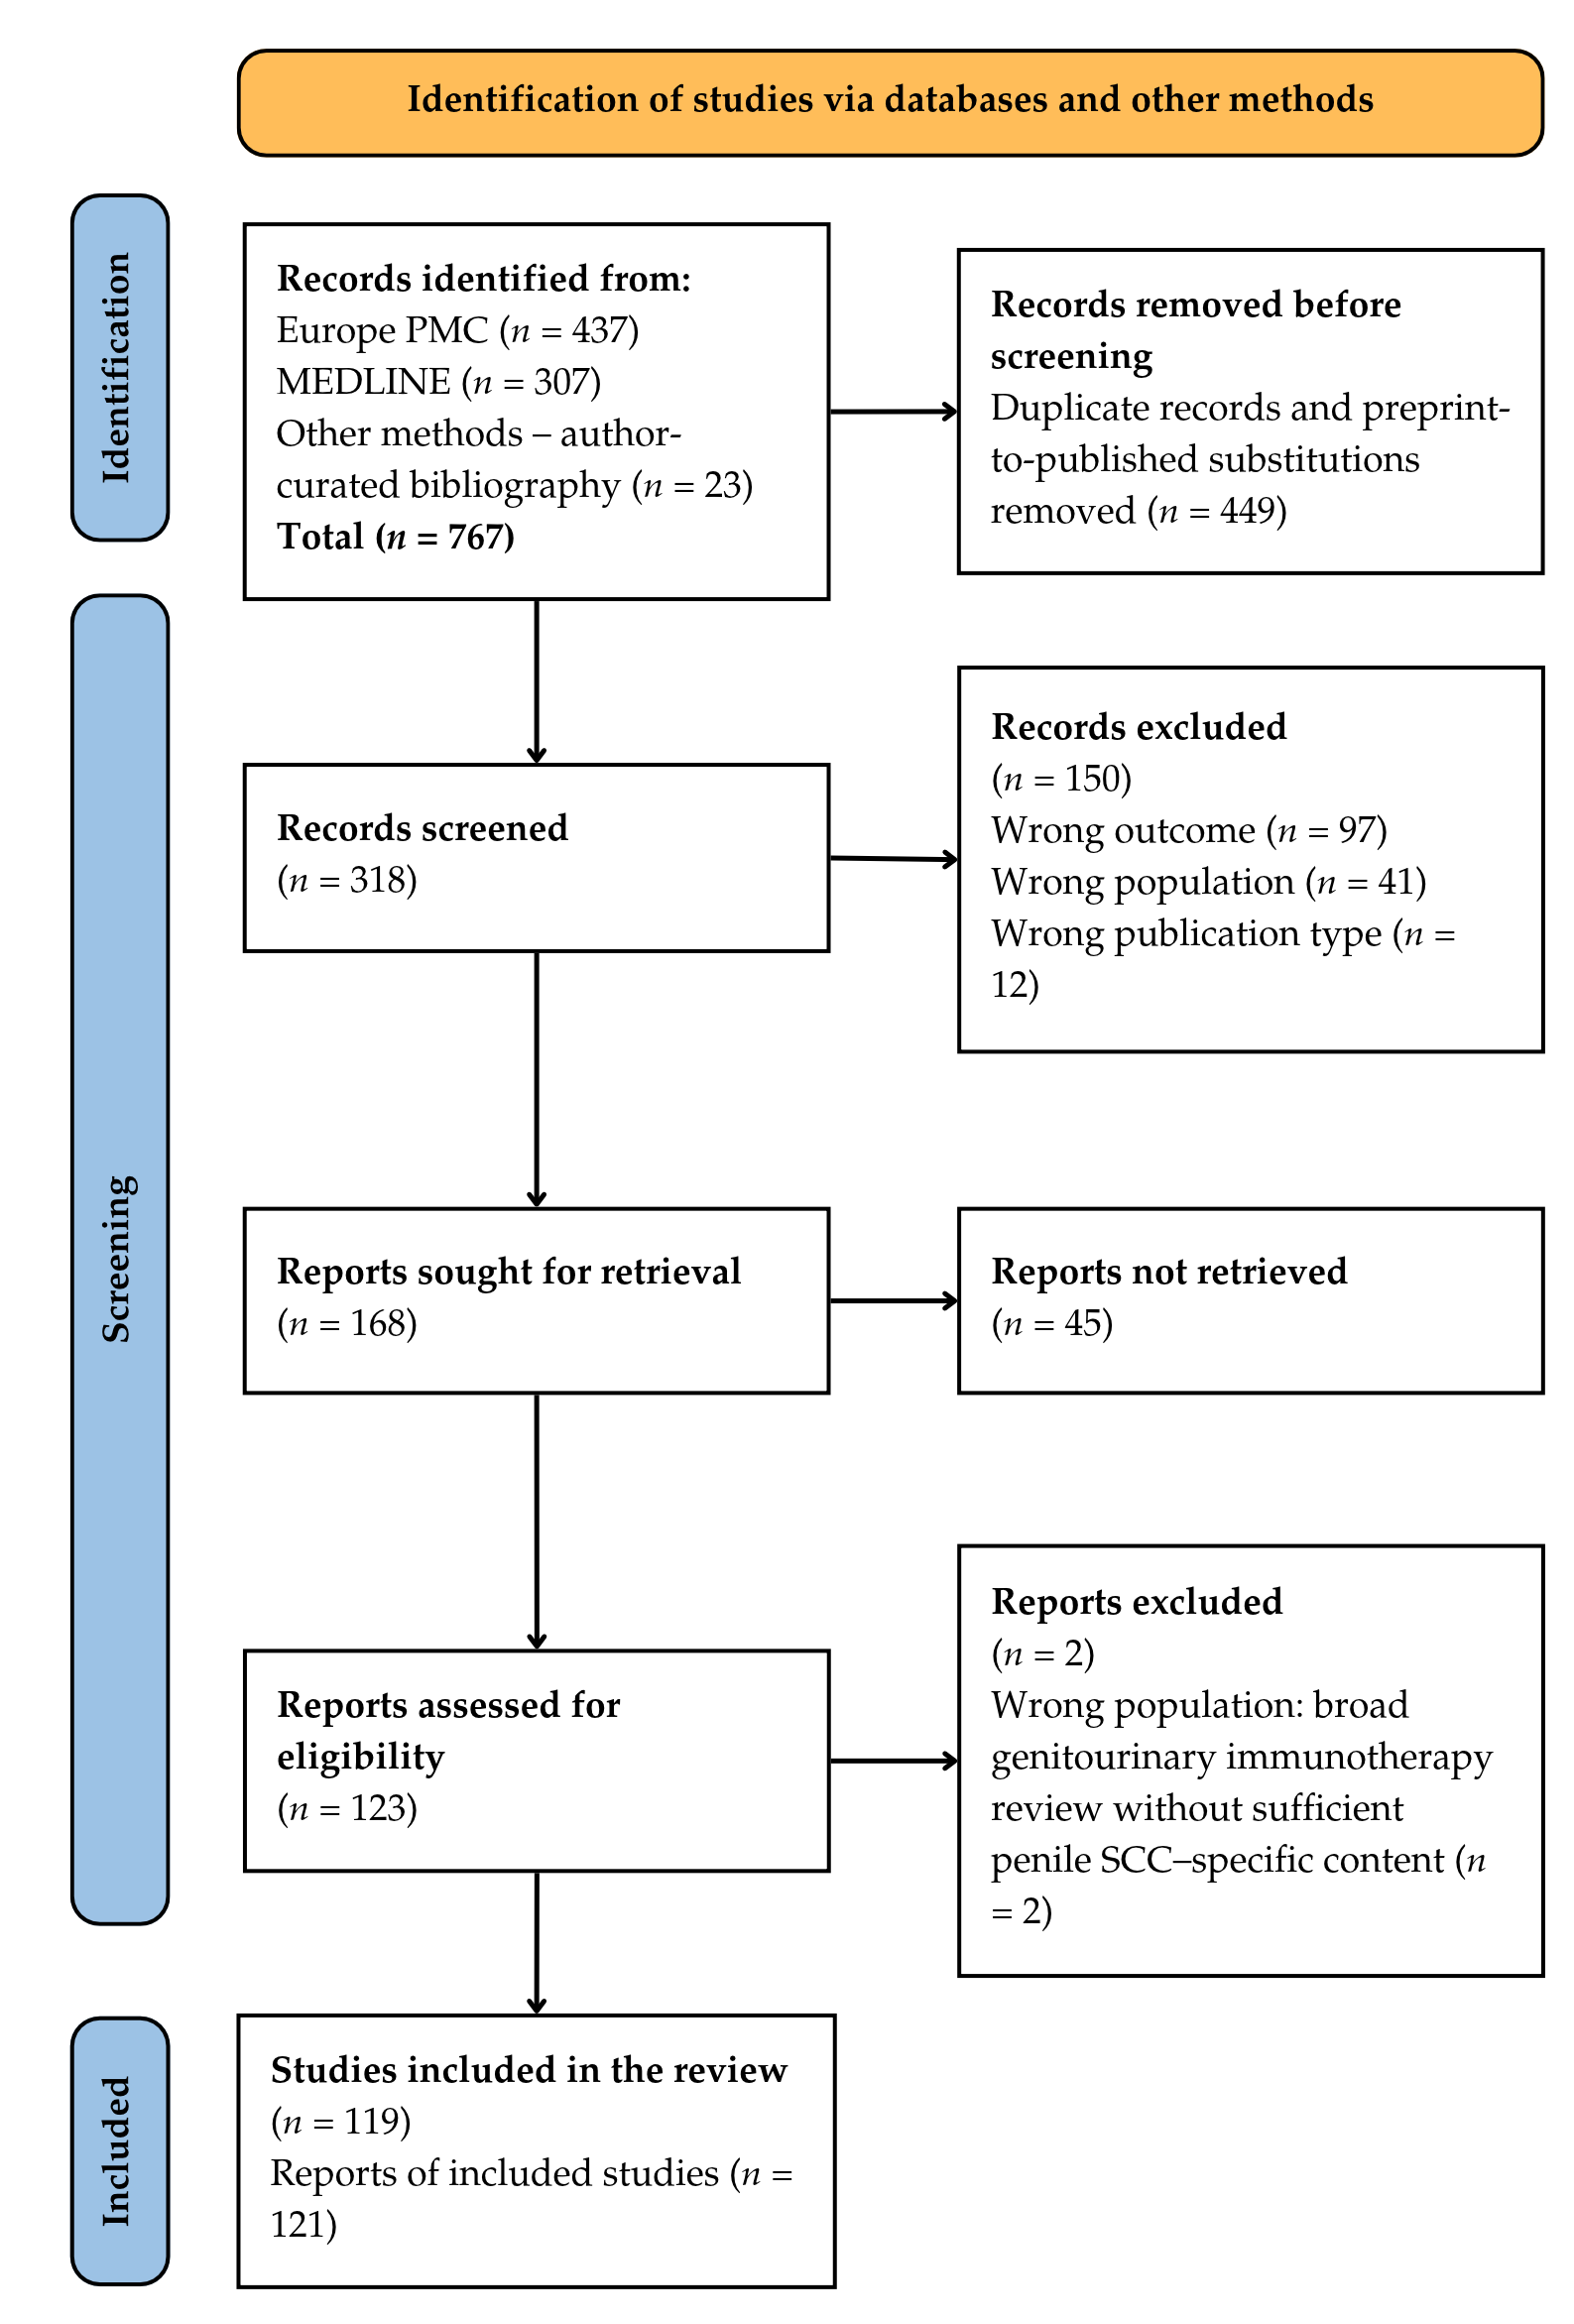 Identification of studies via databases and other methods
Identification
Records identified from:
Europe PMC (n = 437)
MEDLINE (n = 307)
Other methods – author-
curated bibliography (n = 23)
Total (n = 767)
Records removed before
screening
Duplicate records and preprint-
to-published substitutions
removed (n = 449)
Screening
Records screened
(n = 318)
Records excluded
(n = 150)
Wrong outcome (n = 97)
Wrong population (n = 41)
Wrong publication type (n =
12)
Reports sought for retrieval
(n = 168)
Reports not retrieved
(n = 45)
Reports assessed for
eligibility
(n = 123)
Reports excluded
(n = 2)
Wrong population: broad
genitourinary immunotherapy
review without sufficient
penile SCC–specific content (n
= 2)
Included
Studies included in the review
(n = 119)
Reports of included studies (n =
121)